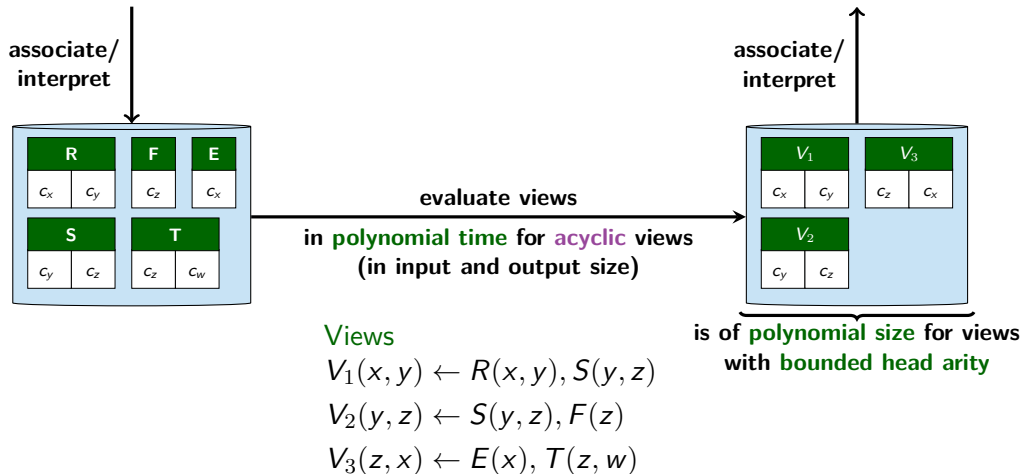 associate/
interpret
R F E
c_x c_y c_z c_x
S T
c_y c_z c_z c_w
evaluate views
in polynomial time for acyclic views
(in input and output size)
associate/
interpret
V_1 V_3
c_x c_y c_z c_x
V_2
c_y c_z
is of polynomial size for views
with bounded head arity
Views
V_1(x, y) ← R(x, y), S(y, z)
V_2(y, z) ← S(y, z), F(z)
V_3(z, x) ← E(x), T(z, w)